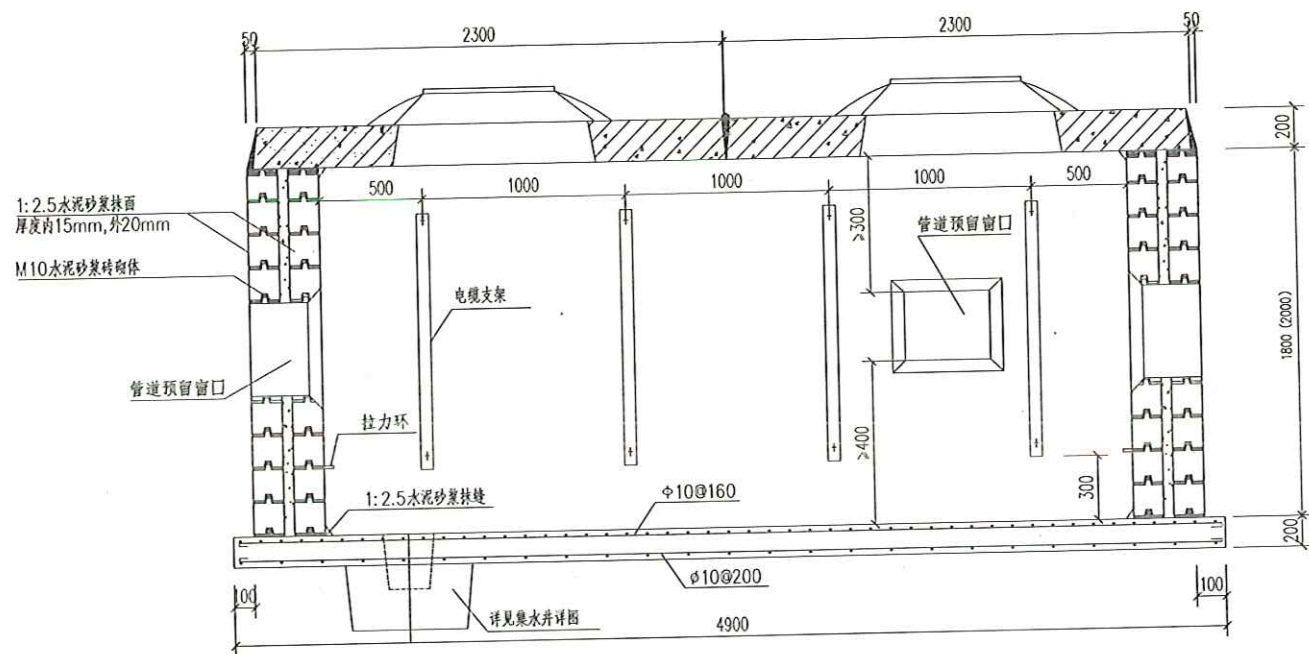 50
2300
2300
50
200
500
1000
1000
1000
500
1:2.5水泥砂浆抹面
厚度内15mm,外20mm
M10水泥砂浆砖砌体
≥300
管道预留窗口
电缆支架
1800 (2000)
管道预留窗口
拉力环
≥400
300
1:2.5水泥砂浆抹缝
Φ10@160
200
ø10@200
100
详见集水井详图
100
4900